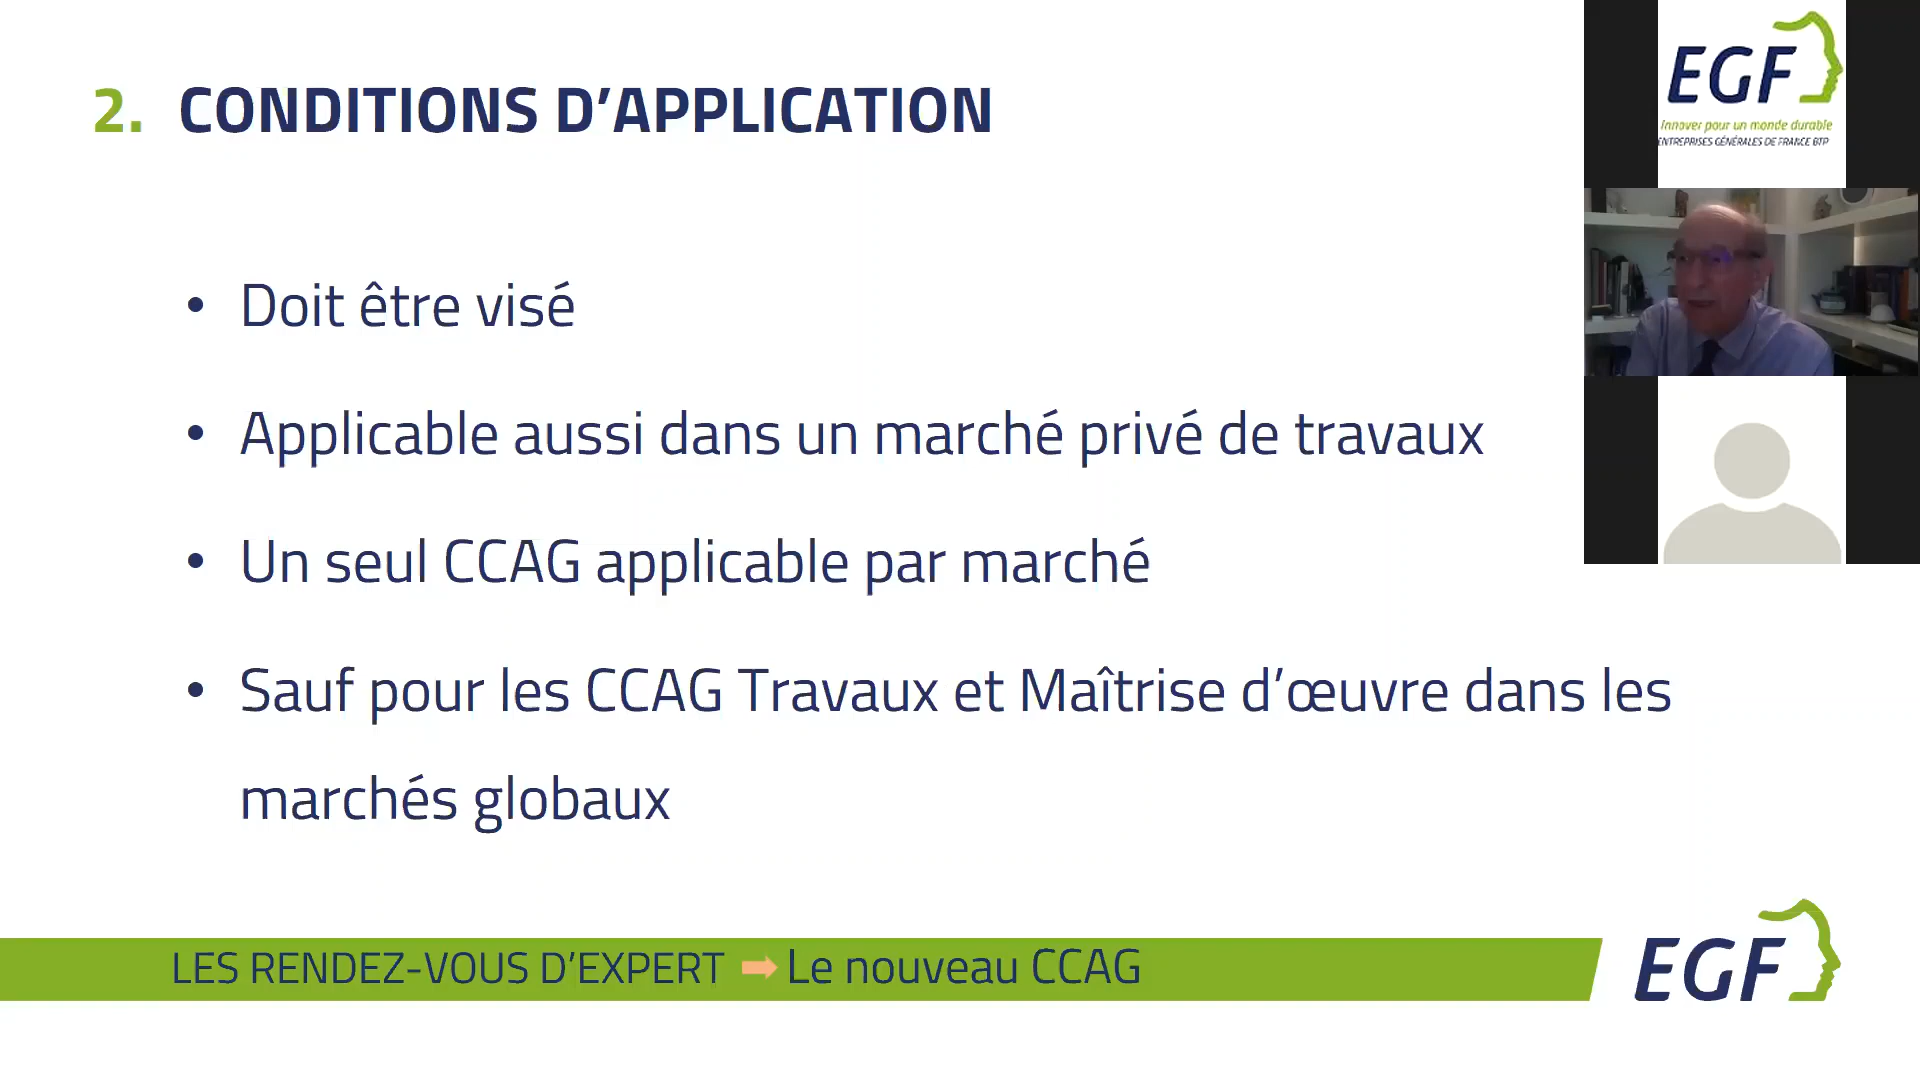 2. CONDITIONS D’APPLICATION
• Doit être visé
• Applicable aussi dans un marché privé de travaux
• Un seul CCAG applicable par marché
• Sauf pour les CCAG Travaux et Maîtrise d’œuvre dans les
marchés globaux
LES RENDEZ-VOUS D’EXPERT ➡ Le nouveau CCAG
EGF
EGF
Innover pour un monde durable
ENTREPRISES GÉNÉRALES DE FRANCE BTP